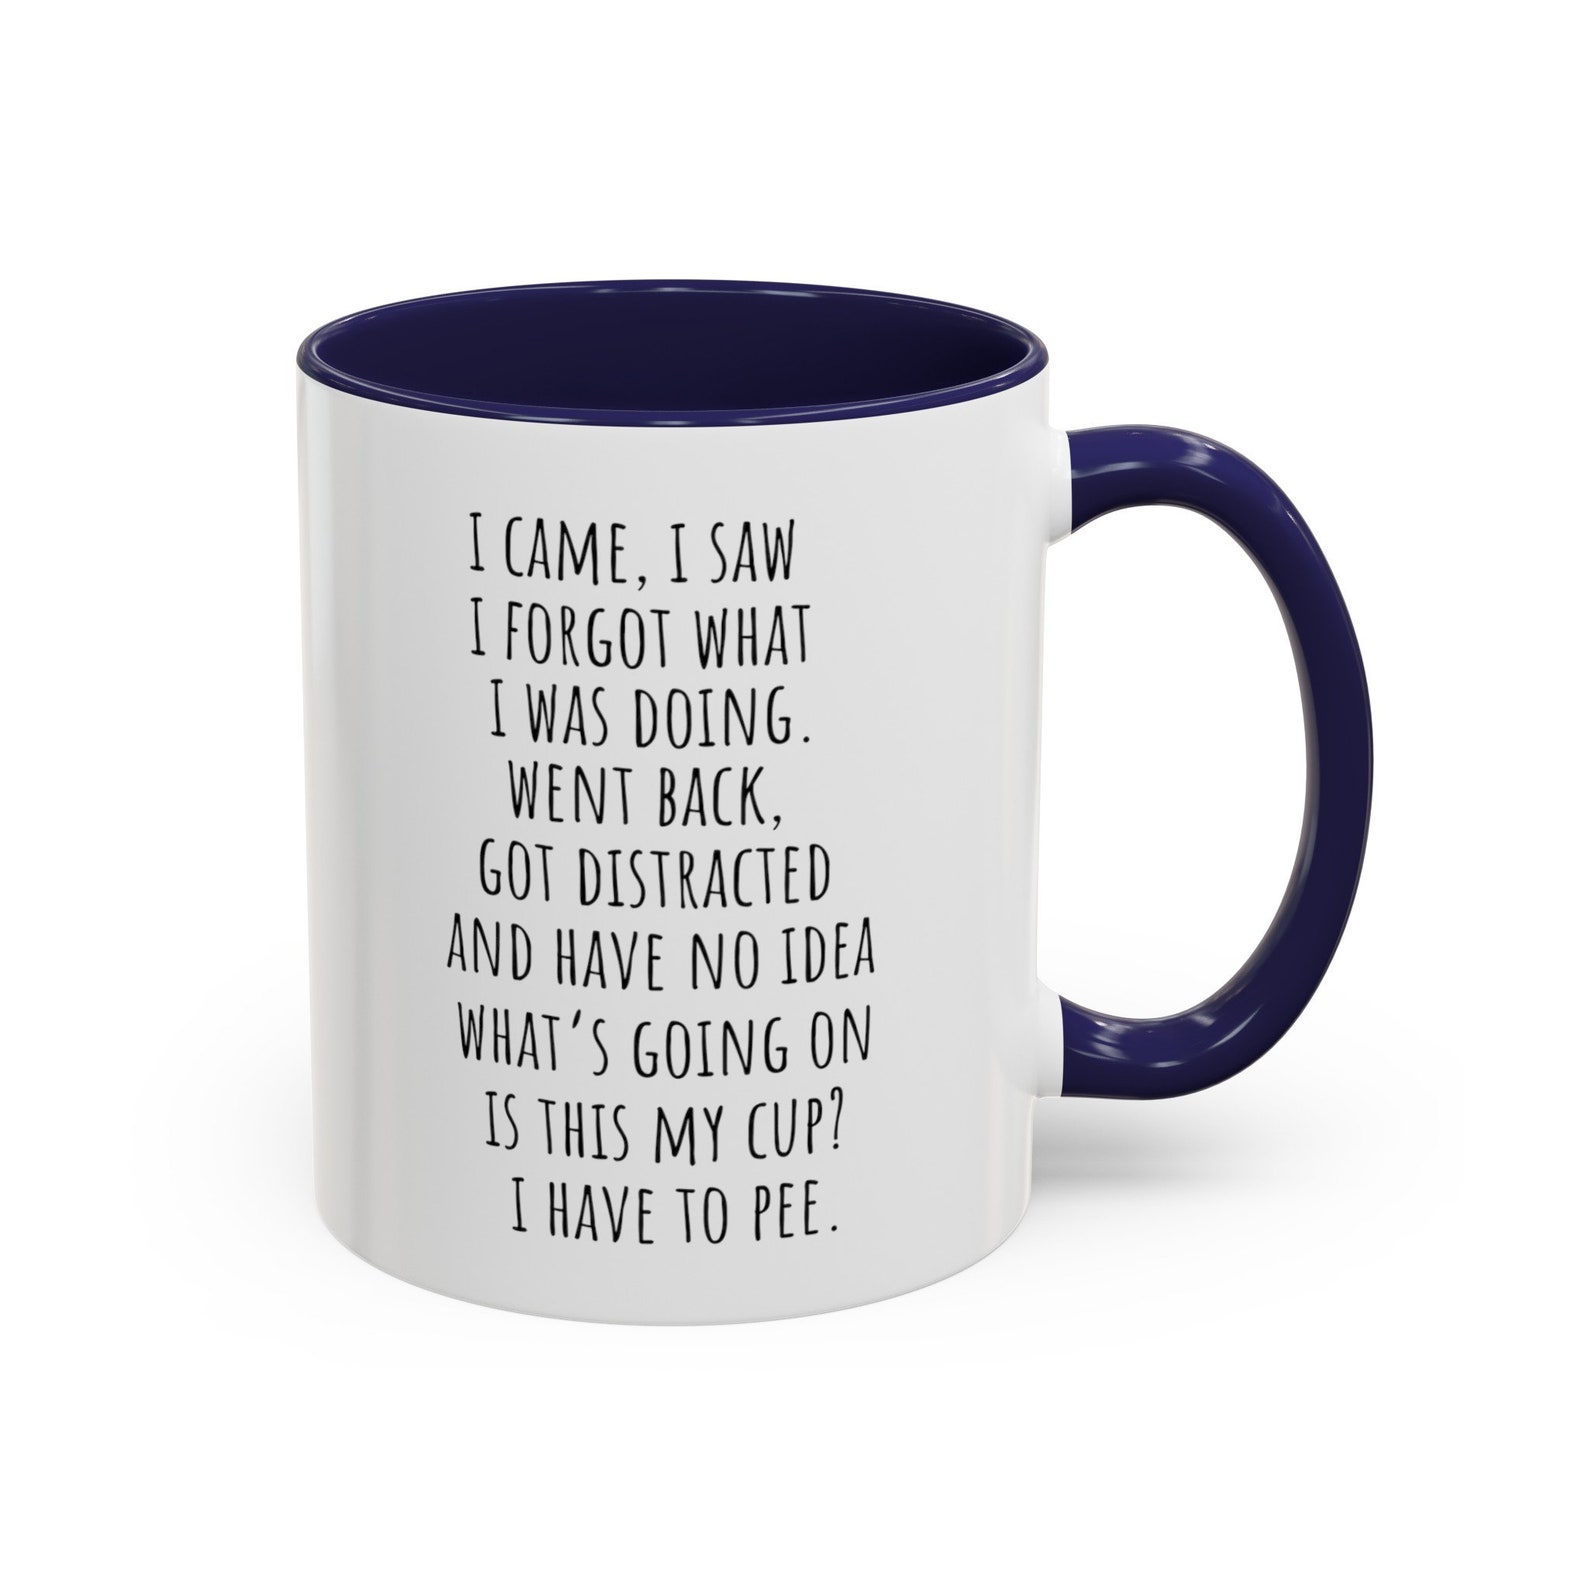 I CAME, I SAW
I FORGOT WHAT
I WAS DOING.
WENT BACK,
GOT DISTRACTED
AND HAVE NO IDEA
WHAT'S GOING ON
IS THIS MY CUP?
I HAVE TO PEE.